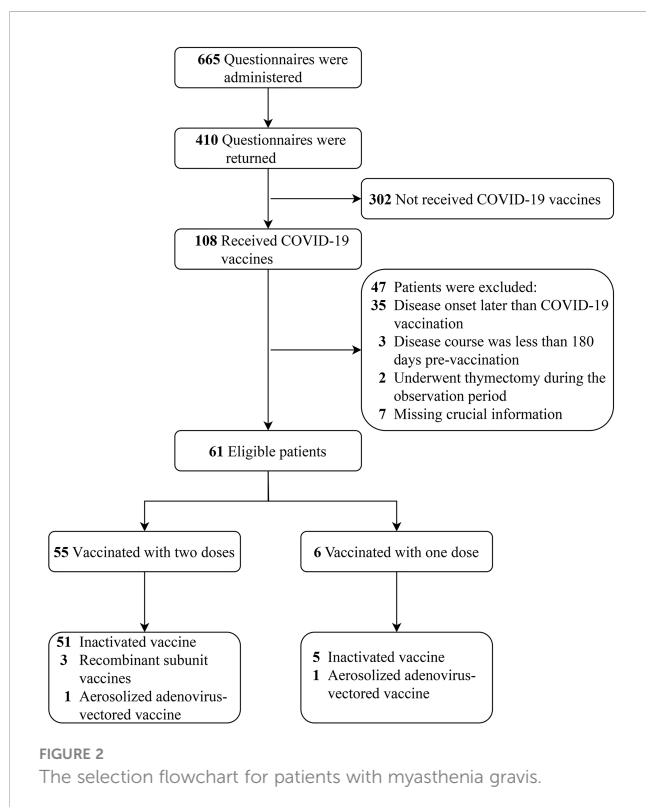 665 Questionnaires were
administered
410 Questionnaires were
returned
302 Not received COVID-19 vaccines
108 Received COVID-19
vaccines
47 Patients were excluded:
35 Disease onset later than COVID-19
vaccination
3 Disease course was less than 180
days pre-vaccination
2 Underwent thymectomy during the
observation period
7 Missing crucial information
61 Eligible patients
55 Vaccinated with two doses
6 Vaccinated with one dose
51 Inactivated vaccine
3 Recombinant subunit
vaccines
1 Aerosolized adenovirus-
vectored vaccine
5 Inactivated vaccine
1 Aerosolized adenovirus-
vectored vaccine
FIGURE 2
The selection flowchart for patients with myasthenia gravis.